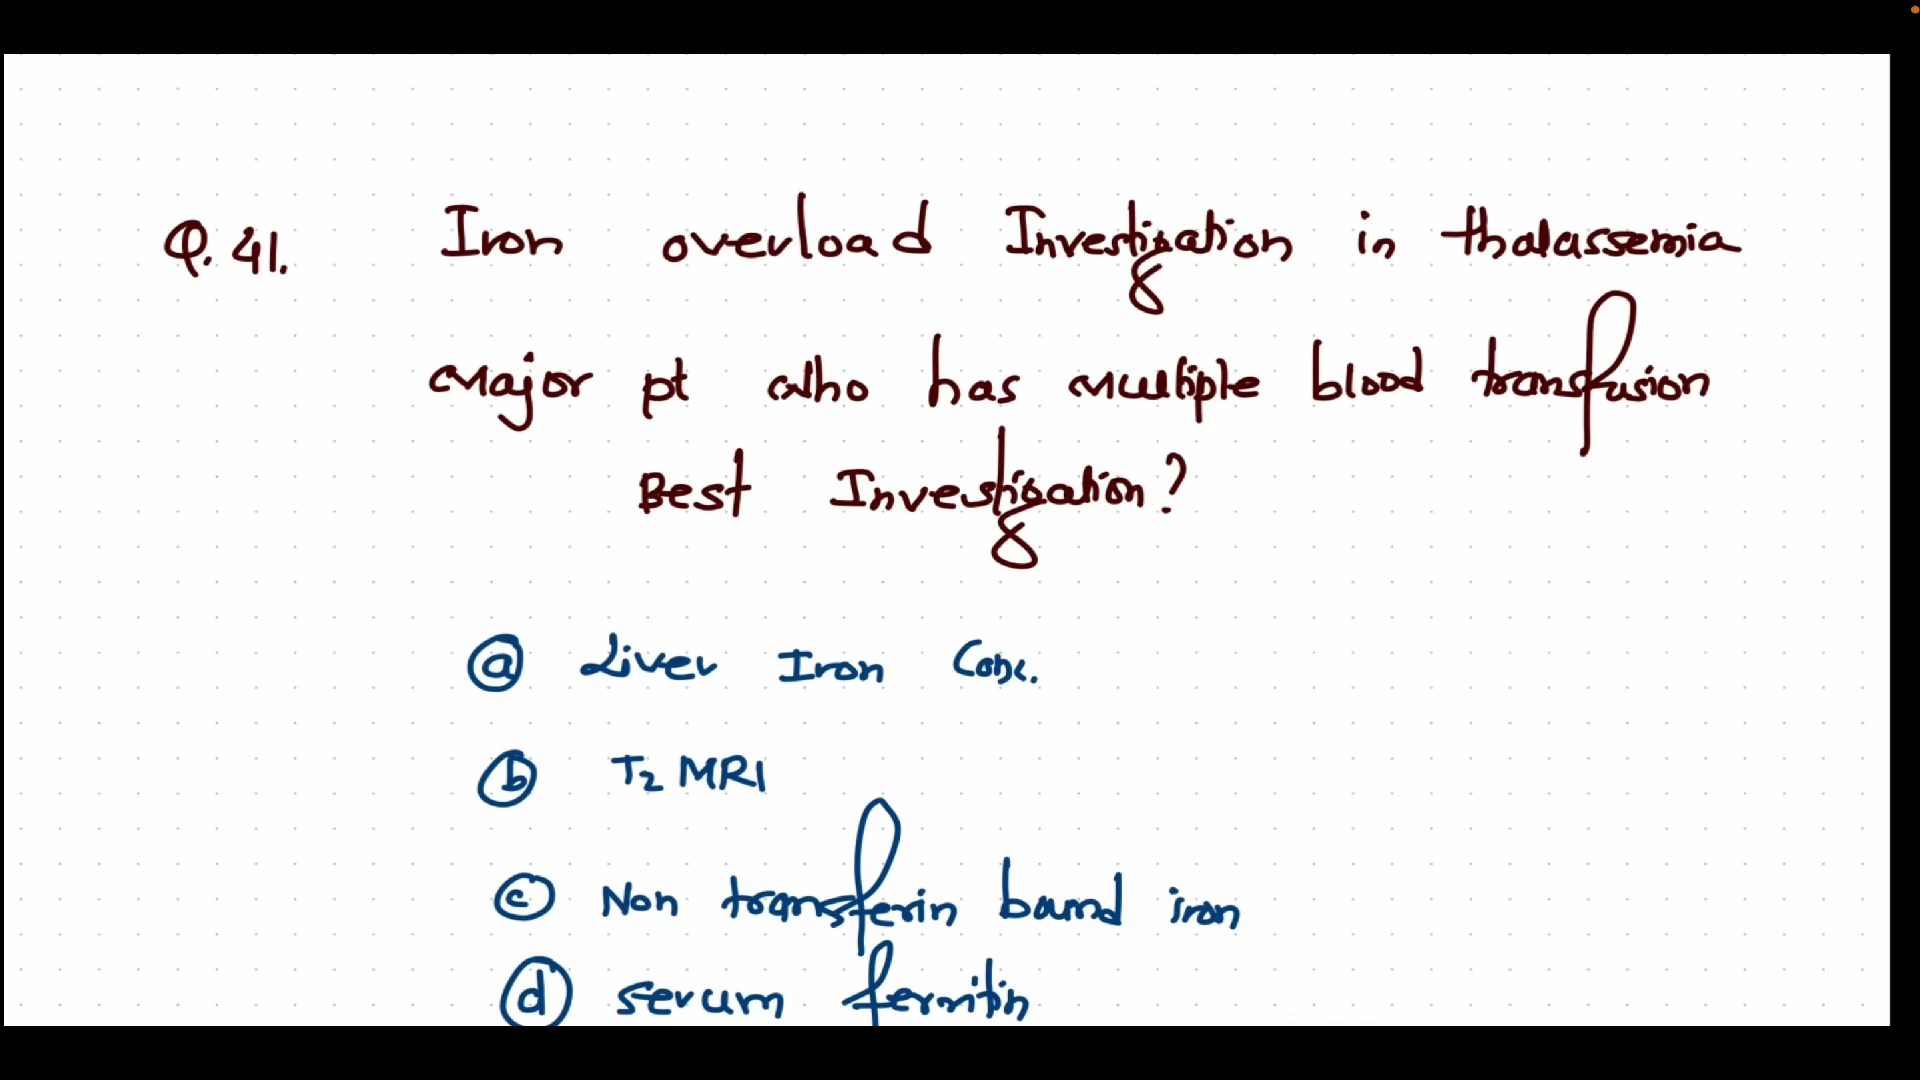 Q. 41. Iron overload Investigation in thalassemia
Major pt who has multiple blood transfusion
Best Investigation?
a Liver Iron Conc.
b T2 MRI
c Non transferin bound iron
d serum ferritin